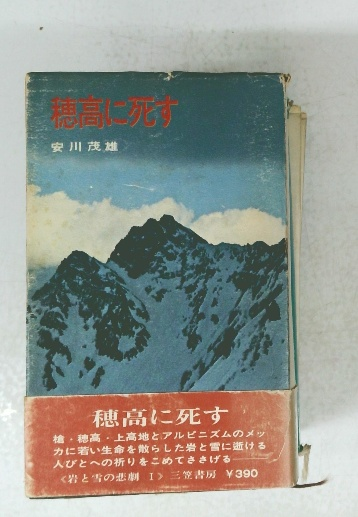 穂高に死す
安川茂雄
穂高に死す
槍・穂高・上高地とアルピニズムのメッ
カに若い生命を散らした岩と雪に逝ける
人びとへの祈りをこめてささげる——
〈岩と雪の悲劇 I〉三笠書房 ¥390